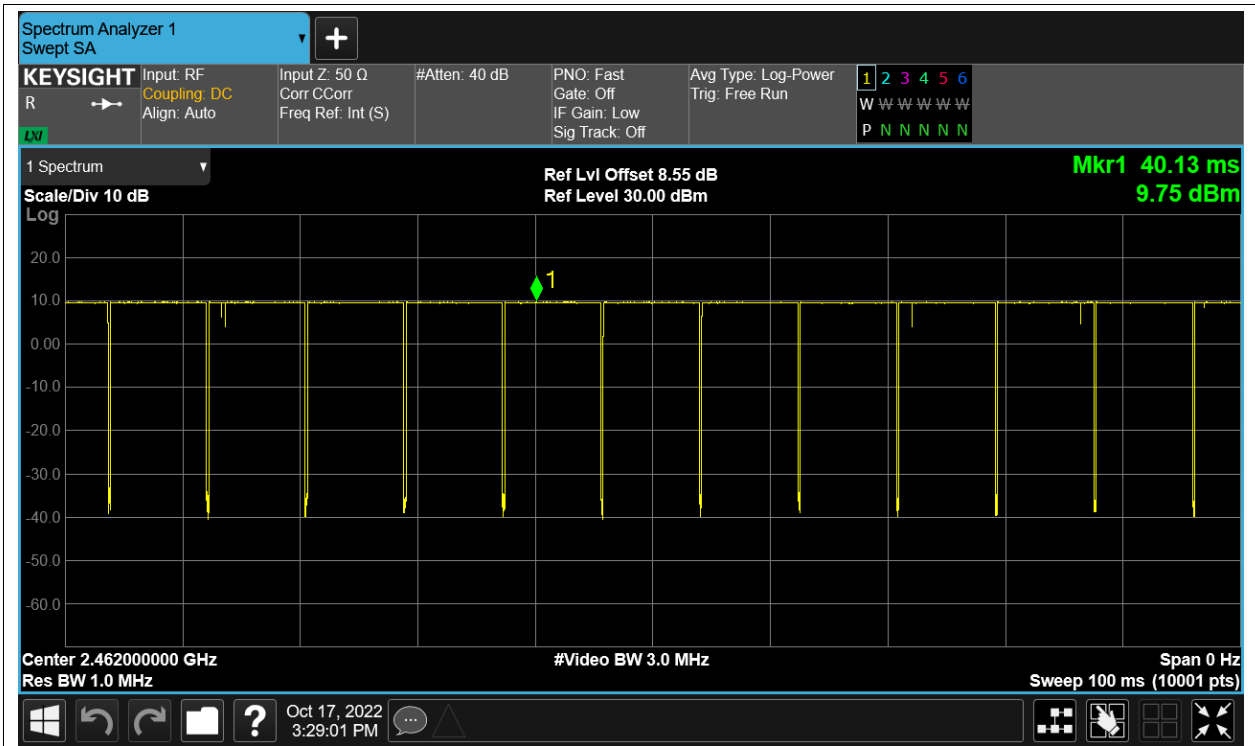 Spectrum Analyzer 1
Swept SA
KEYSIGHT
R
LXI
Input: RF
Coupling: DC
Align: Auto
Input Z: 50 Ω
Corr CCorr
Freq Ref: Int (S)
#Atten: 40 dB
PNO: Fast
Gate: Off
IF Gain: Low
Sig Track: Off
Avg Type: Log-Power
Trig: Free Run
1 2 3 4 5 6
W W W W W W
P N N N N N
1 Spectrum
Scale/Div 10 dB
Ref Lvl Offset 8.55 dB
Ref Level 30.00 dBm
Mkr1 40.13 ms
9.75 dBm
Log
20.0
10.0
0.00
-10.0
-20.0
-30.0
-40.0
-50.0
-60.0
1
Center 2.462000000 GHz
Res BW 1.0 MHz
#Video BW 3.0 MHz
Span 0 Hz
Sweep 100 ms (10001 pts)
?
Oct 17, 2022
3:29:01 PM